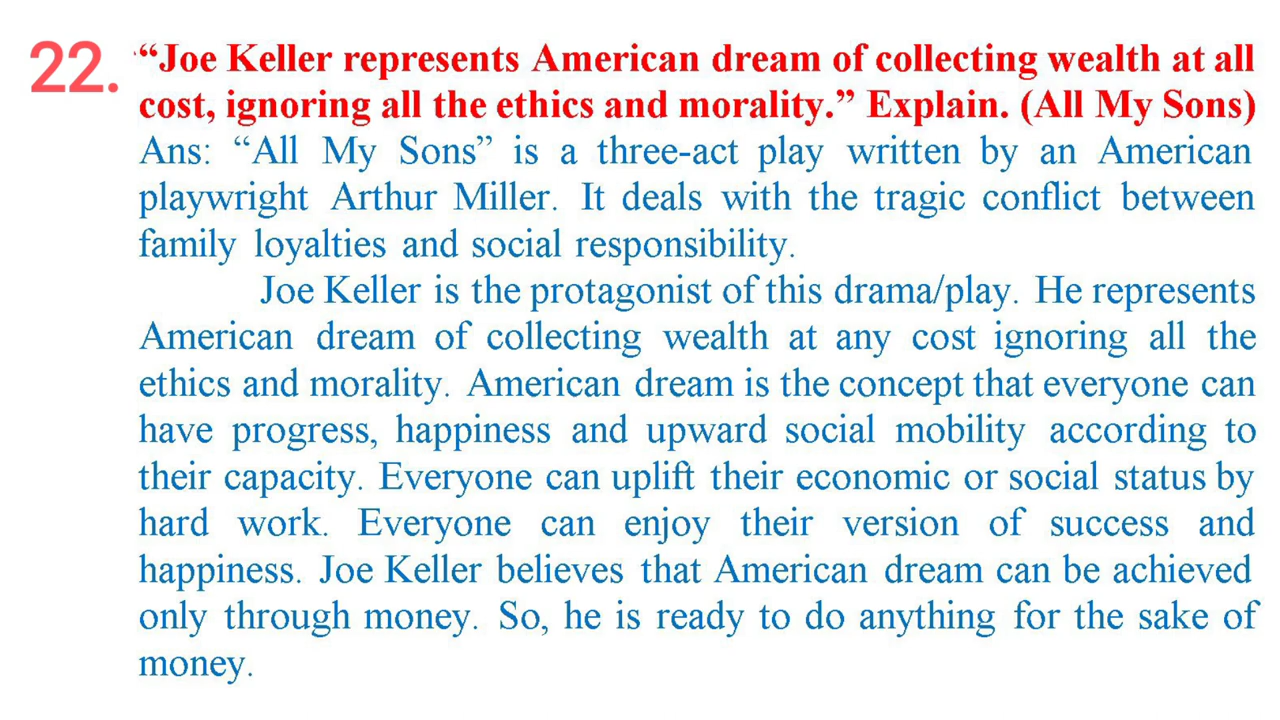 22. “Joe Keller represents American dream of collecting wealth at all
cost, ignoring all the ethics and morality.” Explain. (All My Sons)
Ans: “All My Sons” is a three-act play written by an American
playwright Arthur Miller. It deals with the tragic conflict between
family loyalties and social responsibility.
Joe Keller is the protagonist of this drama/play. He represents
American dream of collecting wealth at any cost ignoring all the
ethics and morality. American dream is the concept that everyone can
have progress, happiness and upward social mobility according to
their capacity. Everyone can uplift their economic or social status by
hard work. Everyone can enjoy their version of success and
happiness. Joe Keller believes that American dream can be achieved
only through money. So, he is ready to do anything for the sake of
money.